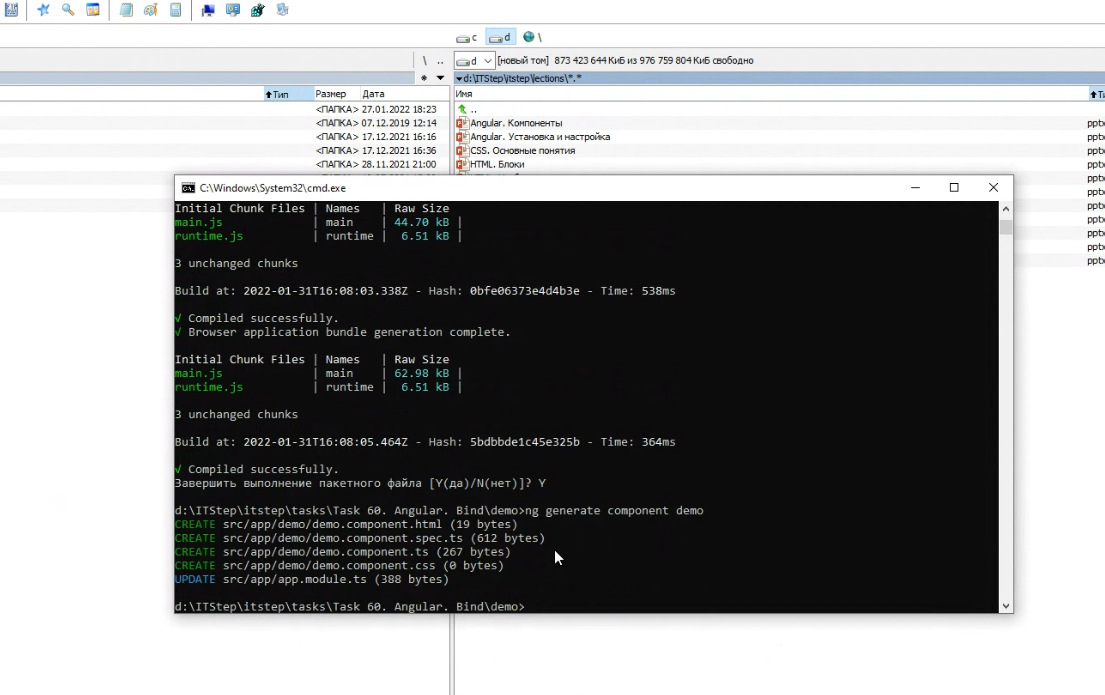 c d \
\ .. d [новый том] 873 423 644 КиБ из 976 759 804 КиБ свободно
* ▼ ▾d:\ITStep\itstep\lections\*.*
Тип Размер Дата Имя
<ПАПКА> 27.01.2022 18:23 ..
<ПАПКА> 07.12.2019 12:14 Angular. Компоненты pptx
<ПАПКА> 17.12.2021 16:16 Angular. Установка и настройка pptx
<ПАПКА> 17.12.2021 16:36 CSS. Основные понятия pptx
<ПАПКА> 28.11.2021 21:00 HTML. Блоки pptx
C:\Windows\System32\cmd.exe
Initial Chunk Files | Names | Raw Size
main.js | main | 44.70 kB |
runtime.js | runtime | 6.51 kB |
3 unchanged chunks
Build at: 2022-01-31T16:08:03.338Z - Hash: 0bfe06373e4d4b3e - Time: 538ms
√ Compiled successfully.
√ Browser application bundle generation complete.
Initial Chunk Files | Names | Raw Size
main.js | main | 62.98 kB |
runtime.js | runtime | 6.51 kB |
3 unchanged chunks
Build at: 2022-01-31T16:08:05.464Z - Hash: 5bdbbde1c45e325b - Time: 364ms
√ Compiled successfully.
Завершить выполнение пакетного файла [Y(да)/N(нет)]? Y
d:\ITStep\itstep\tasks\Task 60. Angular. Bind\demo>ng generate component demo
CREATE src/app/demo/demo.component.html (19 bytes)
CREATE src/app/demo/demo.component.spec.ts (612 bytes)
CREATE src/app/demo/demo.component.ts (267 bytes)
CREATE src/app/demo/demo.component.css (0 bytes)
UPDATE src/app/app.module.ts (388 bytes)
d:\ITStep\itstep\tasks\Task 60. Angular. Bind\demo>